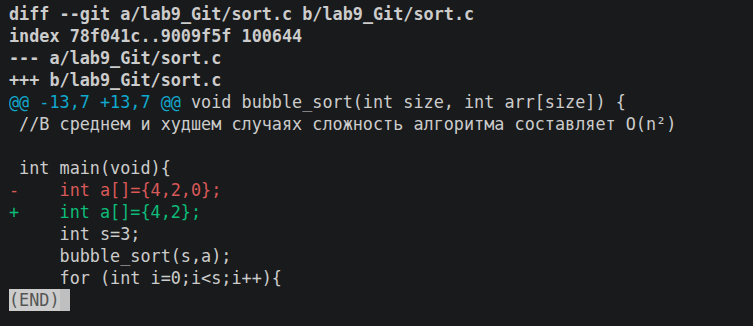 diff --git a/lab9_Git/sort.c b/lab9_Git/sort.c
index 78f041c..9009f5f 100644
--- a/lab9_Git/sort.c
+++ b/lab9_Git/sort.c
@@ -13,7 +13,7 @@ void bubble_sort(int size, int arr[size]) {
 //В среднем и худшем случаях сложность алгоритма составляет O(n²)

 int main(void){
-    int a[]={4,2,0};
+    int a[]={4,2};
     int s=3;
     bubble_sort(s,a);
     for (int i=0;i<s;i++){
(END)